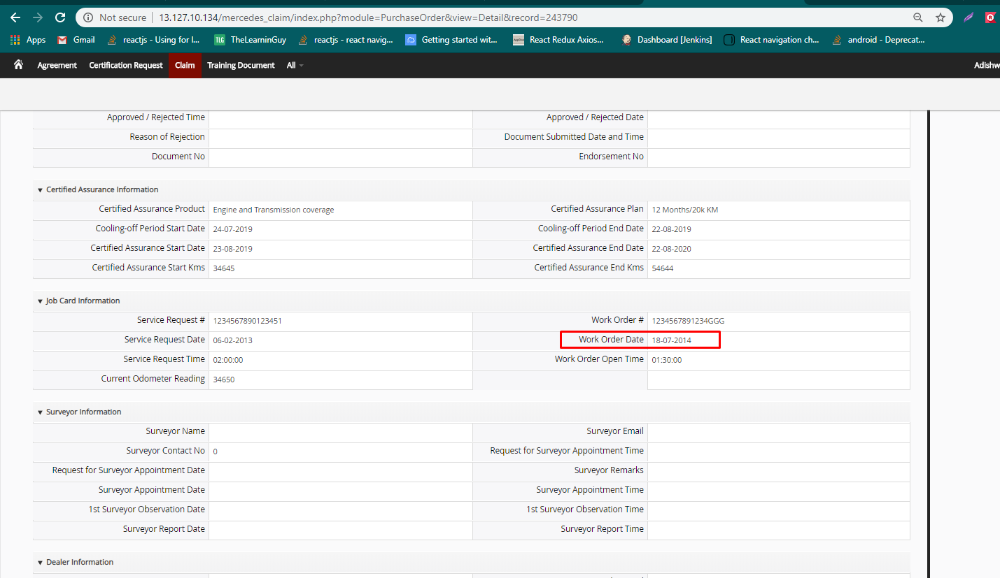 Not secure | 13.127.10.134/mercedes_claim/index.php?module=PurchaseOrder&view=Detail&record=243790
Apps Gmail reactjs - Using for l... TLG TheLearningGuy reactjs - react navig... Getting started wit... React Redux Axios... Dashboard [Jenkins] React navigation ch... android - Deprecat...
Agreement Certification Request Claim Training Document All Adishw
Approved / Rejected Time Approved / Rejected Date
Reason of Rejection Document Submitted Date and Time
Document No Endorsement No
Certified Assurance Information
Certified Assurance Product Engine and Transmission coverage Certified Assurance Plan 12 Months/20k KM
Cooling-off Period Start Date 24-07-2019 Cooling-off Period End Date 22-08-2019
Certified Assurance Start Date 23-08-2019 Certified Assurance End Date 22-08-2020
Certified Assurance Start Kms 34645 Certified Assurance End Kms 54644
Job Card Information
Service Request # 1234567890123451 Work Order # 1234567891234GGG
Service Request Date 06-02-2013 Work Order Date 18-07-2014
Service Request Time 02:00:00 Work Order Open Time 01:30:00
Current Odometer Reading 34650
Surveyor Information
Surveyor Name Surveyor Email
Surveyor Contact No 0 Request for Surveyor Appointment Time
Request for Surveyor Appointment Date Surveyor Remarks
Surveyor Appointment Date Surveyor Appointment Time
1st Surveyor Observation Date 1st Surveyor Observation Time
Surveyor Report Date Surveyor Report Time
Dealer Information